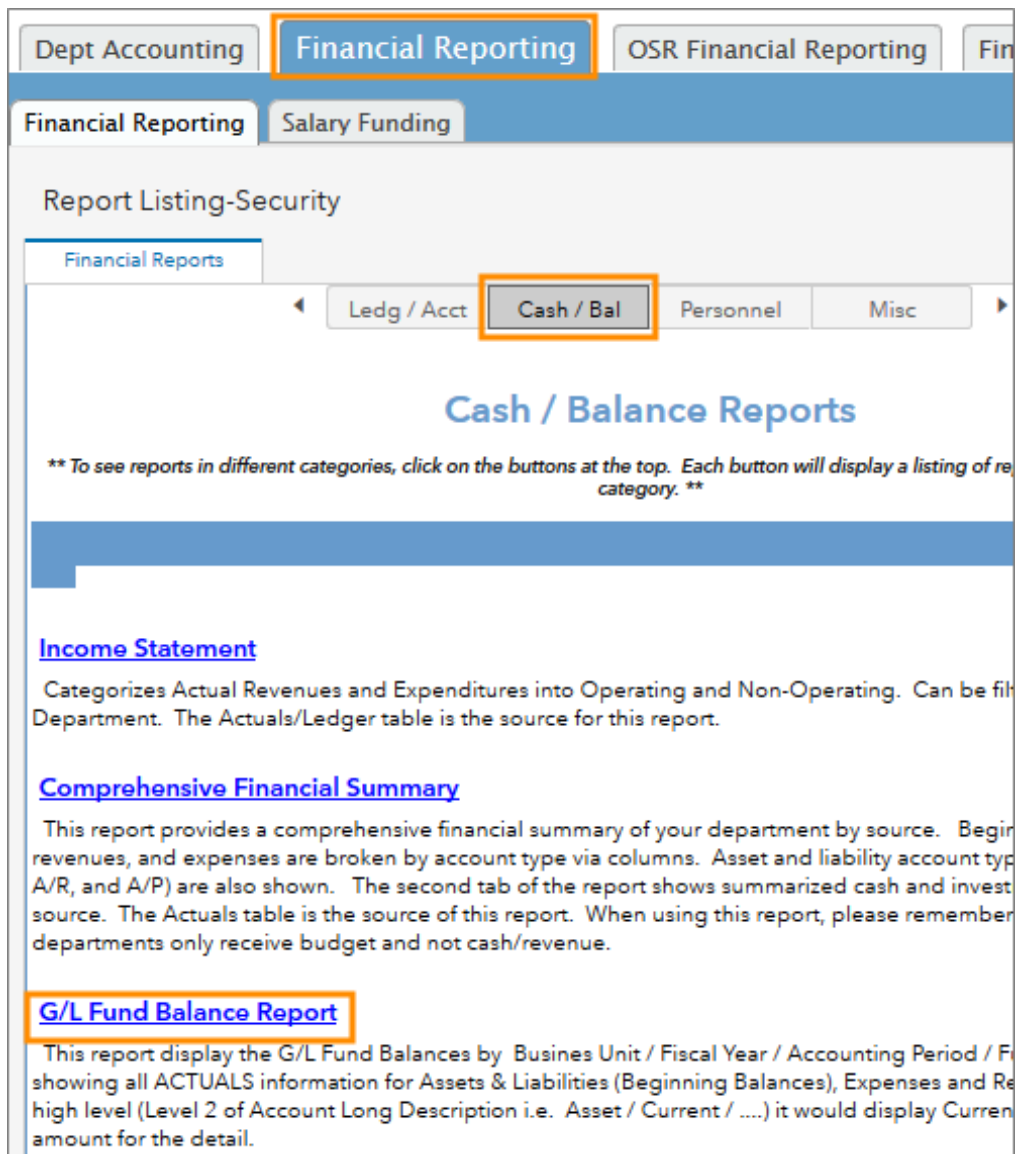 Dept Accounting Financial Reporting OSR Financial Reporting
Financial Reporting Salary Funding
Report Listing-Security
Financial Reports
Ledg / Acct Cash / Bal Personnel Misc
Cash / Balance Reports
** To see reports in different categories, click on the buttons at the top. Each button will display a listing of
category. **
Income Statement
Categorizes Actual Revenues and Expenditures into Operating and Non-Operating. Can be
Department. The Actuals/Ledger table is the source for this report.
Comprehensive Financial Summary
This report provides a comprehensive financial summary of your department by source.
revenues, and expenses are broken by account type via columns. Asset and liability account
A/R, and A/P) are also shown. The second tab of the report shows summarized cash and
source. The Actuals table is the source of this report. When using this report, please remember
departments only receive budget and not cash/revenue.
G/L Fund Balance Report
This report display the G/L Fund Balances by Busines Unit / Fiscal Year / Accounting Period /
showing all ACTUALS information for Assets & Liabilities (Beginning Balances), Expenses and
high level (Level 2 of Account Long Description i.e. Asset / Current / ....) it would display
amount for the detail.